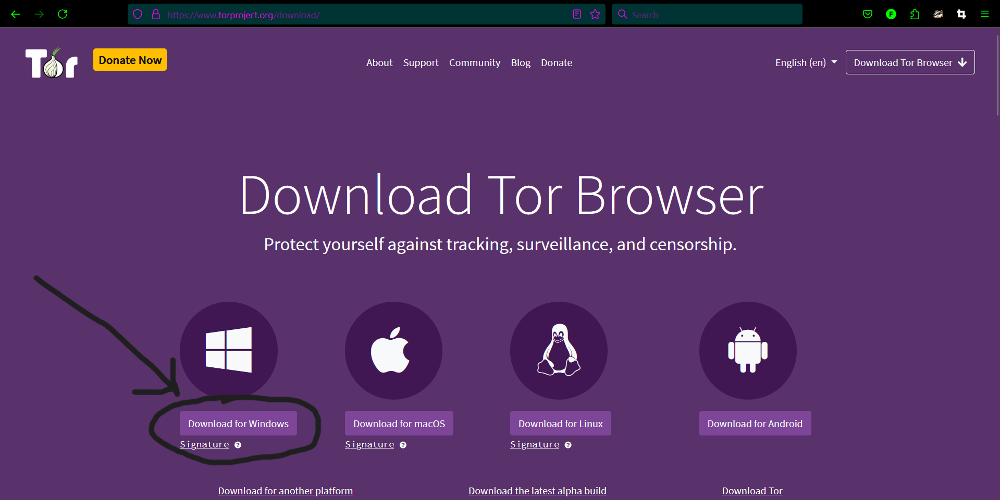 https://www.torproject.org/download/
Search
F
Tor
Donate Now
About
Support
Community
Blog
Donate
English (en)
Download Tor Browser
Download Tor Browser
Protect yourself against tracking, surveillance, and censorship.
Download for Windows
Download for macOS
Download for Linux
Download for Android
Signature ?
Signature ?
Signature ?
Download for another platform
Download the latest alpha build
Download Tor